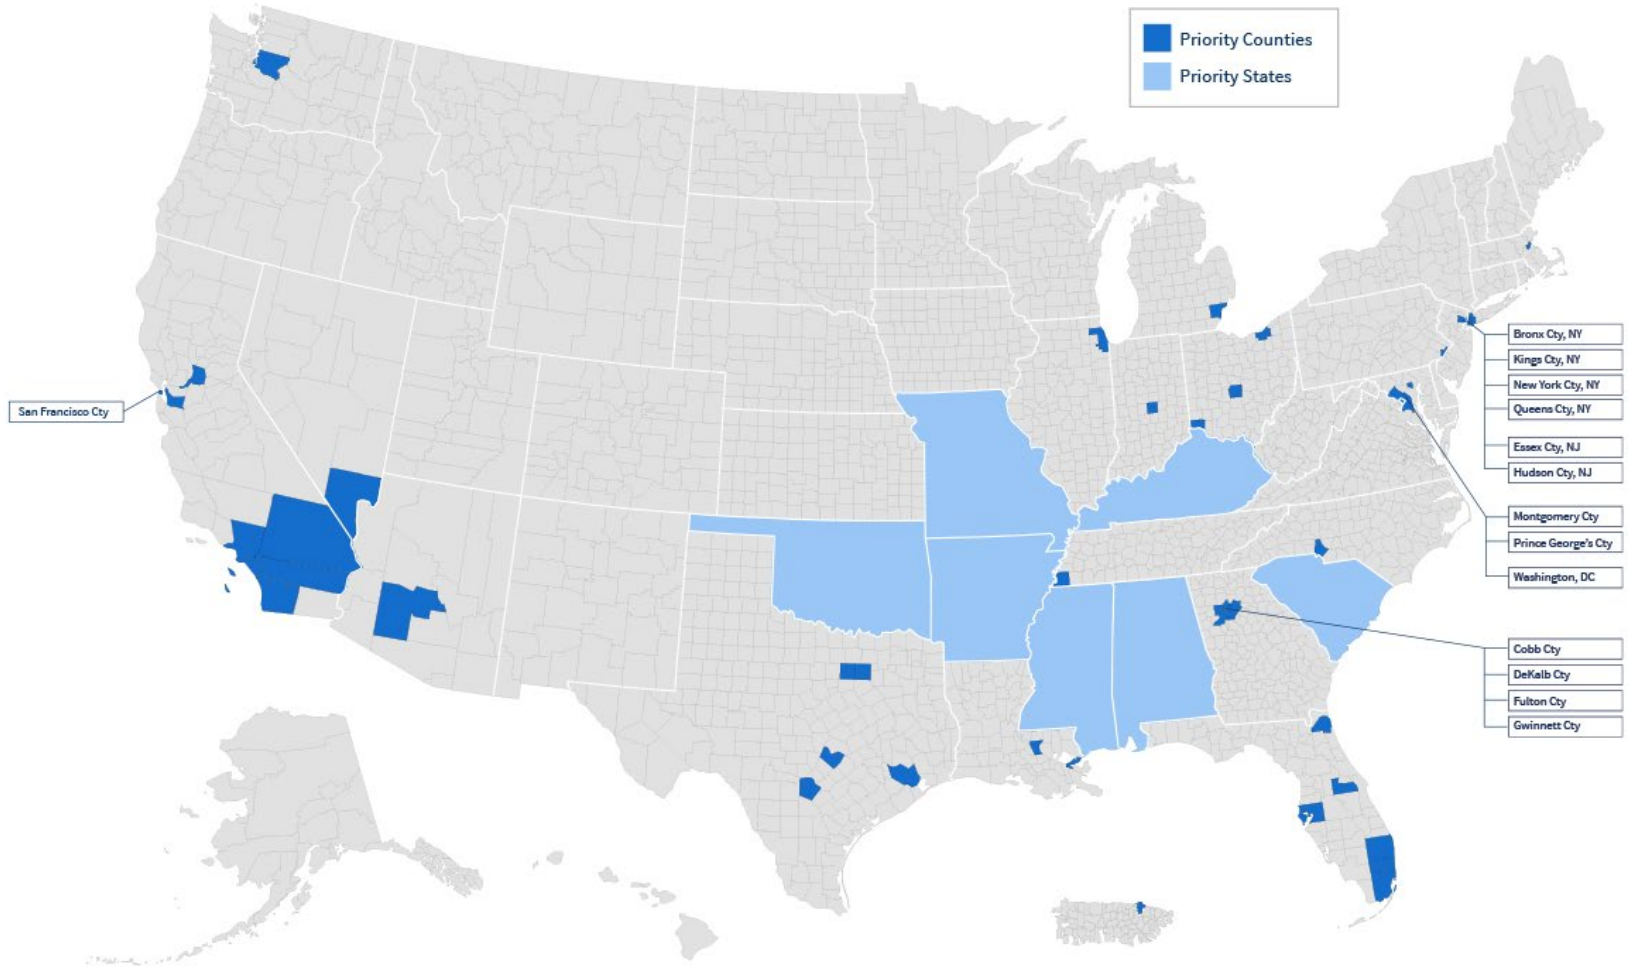 Priority Counties
Priority States
San Francisco Cty
Bronx Cty, NY
Kings Cty, NY
New York Cty, NY
Queens Cty, NY
Essex Cty, NJ
Hudson Cty, NJ
Montgomery Cty
Prince George's Cty
Washington, DC
Cobb Cty
DeKalb Cty
Fulton Cty
Gwinnett Cty